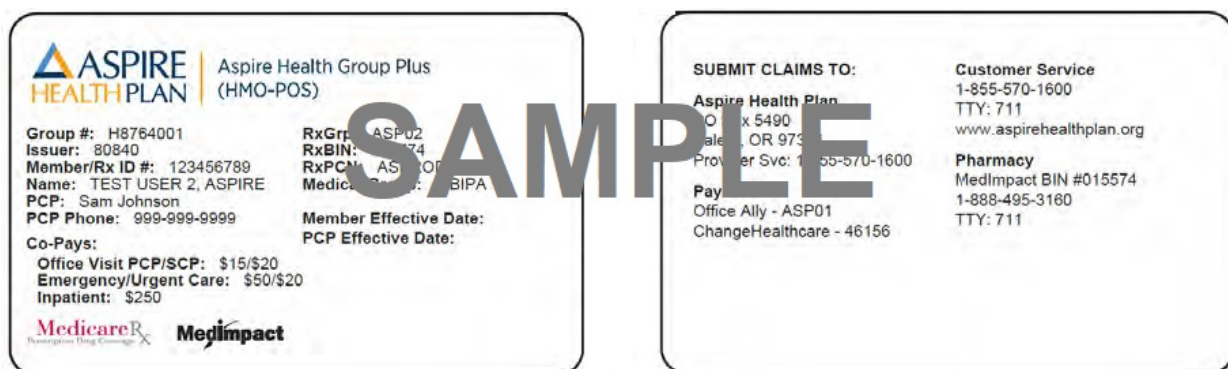 ASPIRE
HEALTH PLAN
Aspire Health Group Plus
(HMO-POS)
Group #: H8764001
Issuer: 80840
Member/Rx ID #: 123456789
Name: TEST USER 2, ASPIRE
PCP: Sam Johnson
PCP Phone: 999-999-9999
RxGrp: ASP02
RxBIN:
RxPCN:
BIPA
Member Effective Date:
PCP Effective Date:
Co-Pays:
Office Visit PCP/SCP: $15/$20
Emergency/Urgent Care: $50/$20
Inpatient: $250
MedicareRx
Prescription Drug Coverage
MedImpact
SAMPLE
SUBMIT CLAIMS TO:
Aspire Health Plan
5490
OR
Svc: 1-855-570-1600
Office Ally - ASP01
ChangeHealthcare - 46156
Customer Service
1-855-570-1600
TTY: 711
www.aspirehealthplan.org
Pharmacy
MedImpact BIN #015574
1-888-495-3160
TTY: 711